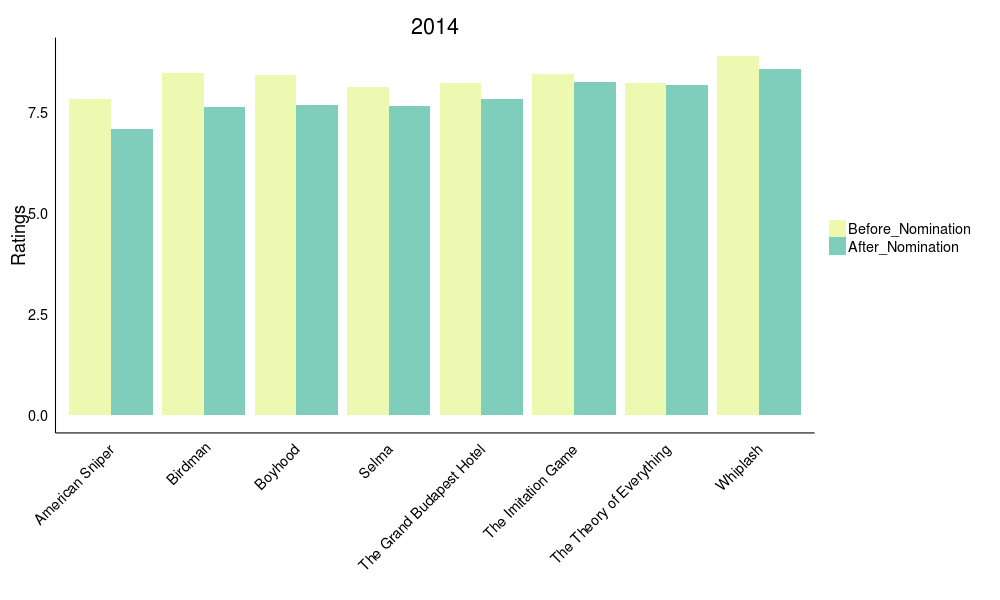 2014
Ratings
7.5
5.0
2.5
0.0
American Sniper
Birdman
Boyhood
Selma
The Grand Budapest Hotel
The Imitation Game
The Theory of Everything
Whiplash
Before_Nomination
After_Nomination